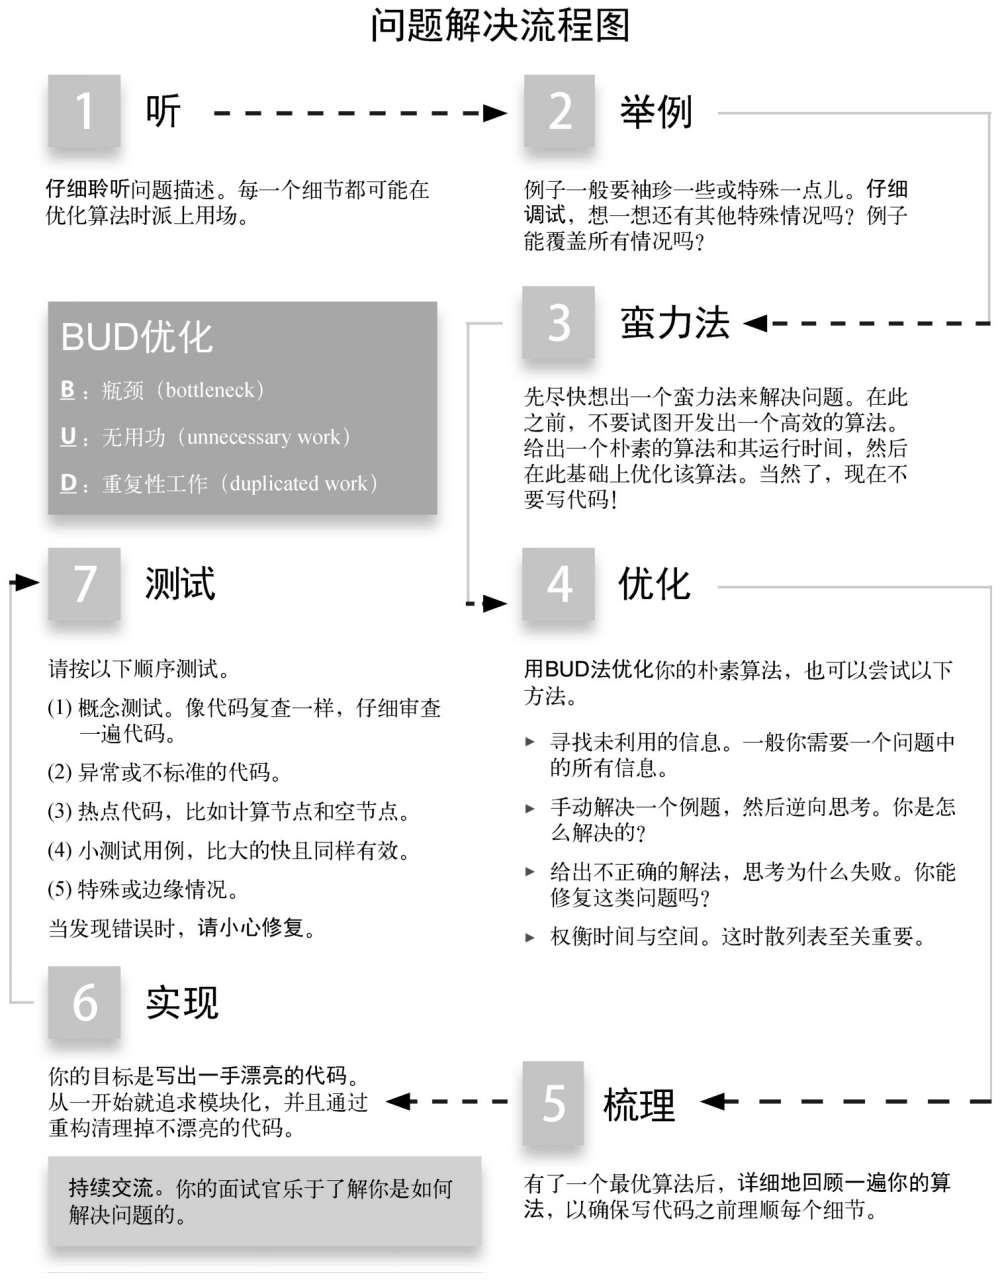 问题解决流程图
1 听
仔细聆听问题描述。每一个细节都可能在
优化算法时派上用场。
2 举例
例子一般要袖珍一些或特殊一点儿。仔细
调试，想一想还有其他特殊情况吗？例子
能覆盖所有情况吗？
3 蛮力法
先尽快想出一个蛮力法来解决问题。在此
之前，不要试图开发出一个高效的算法。
给出一个朴素的算法和其运行时间，然后
在此基础上优化该算法。当然了，现在不
要写代码！
BUD优化
B：瓶颈（bottleneck）
U：无用功（unnecessary work）
D：重复性工作（duplicated work）
4 优化
用BUD法优化你的朴素算法，也可以尝试以下
方法。
▸ 寻找未利用的信息。一般你需要一个问题中
的所有信息。
▸ 手动解决一个例题，然后逆向思考。你是怎
么解决的？
▸ 给出不正确的解法，思考为什么失败。你能
修复这类问题吗？
▸ 权衡时间与空间。这时散列表至关重要。
5 梳理
有了一个最优算法后，详细地回顾一遍你的算
法，以确保写代码之前理顺每个细节。
6 实现
你的目标是写出一手漂亮的代码。
从一开始就追求模块化，并且通过
重构清理掉不漂亮的代码。
7 测试
请按以下顺序测试。
(1) 概念测试。像代码复查一样，仔细审查
一遍代码。
(2) 异常或不标准的代码。
(3) 热点代码，比如计算节点和空节点。
(4) 小测试用例，比大的快且同样有效。
(5) 特殊或边缘情况。
当发现错误时，请小心修复。
持续交流。你的面试官乐于了解你是如何
解决问题的。